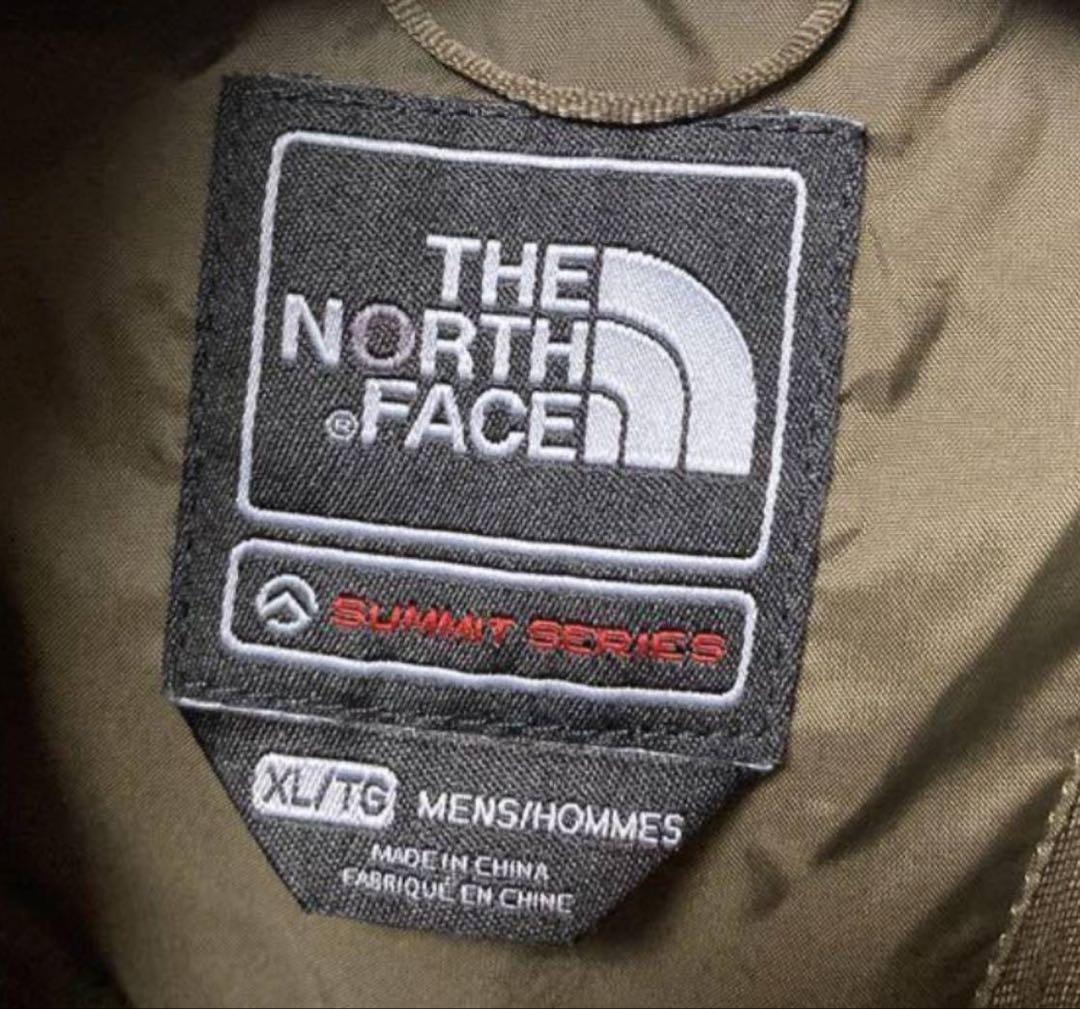 THE
NORTH
®FACE
SUMMIT SERIES
XL/TG MENS/HOMMES
MADE IN CHINA
FABRIQUÉ EN CHINE